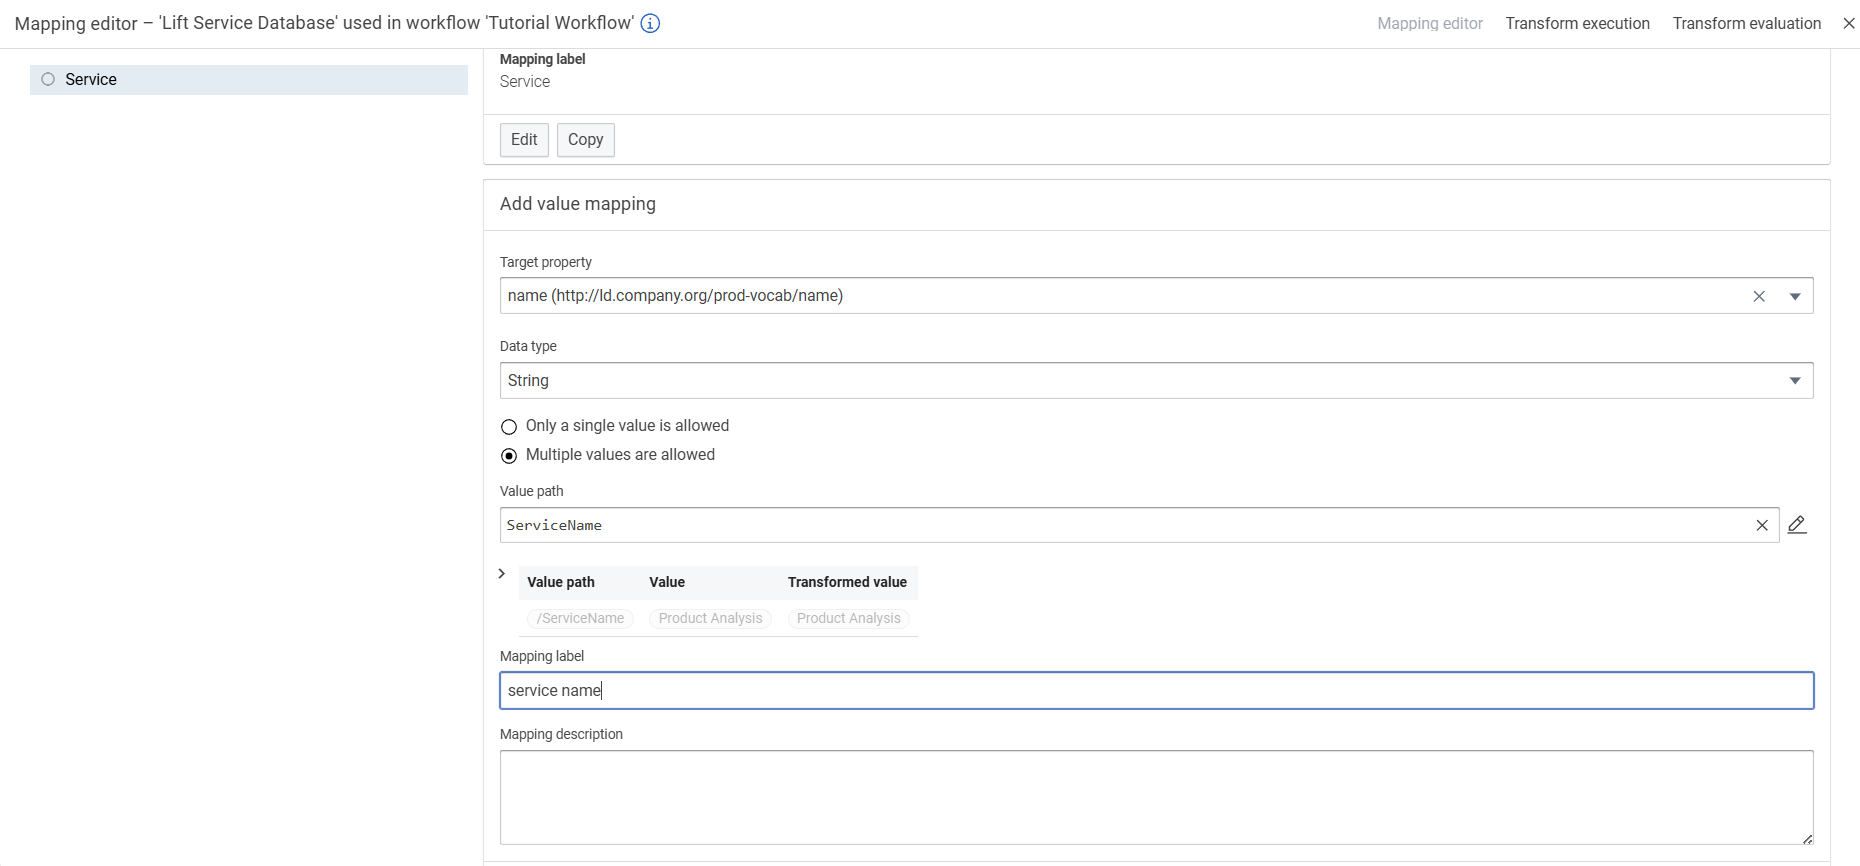 Mapping editor – 'Lift Service Database' used in workflow 'Tutorial Workflow'
Mapping editor
Transform execution
Transform evaluation
Service
Mapping label
Service
Edit
Copy
Add value mapping
Target property
name (http://ld.company.org/prod-vocab/name)
Data type
String
Only a single value is allowed
Multiple values are allowed
Value path
ServiceName
Value path Value Transformed value
/ServiceName Product Analysis Product Analysis
Mapping label
service name
Mapping description